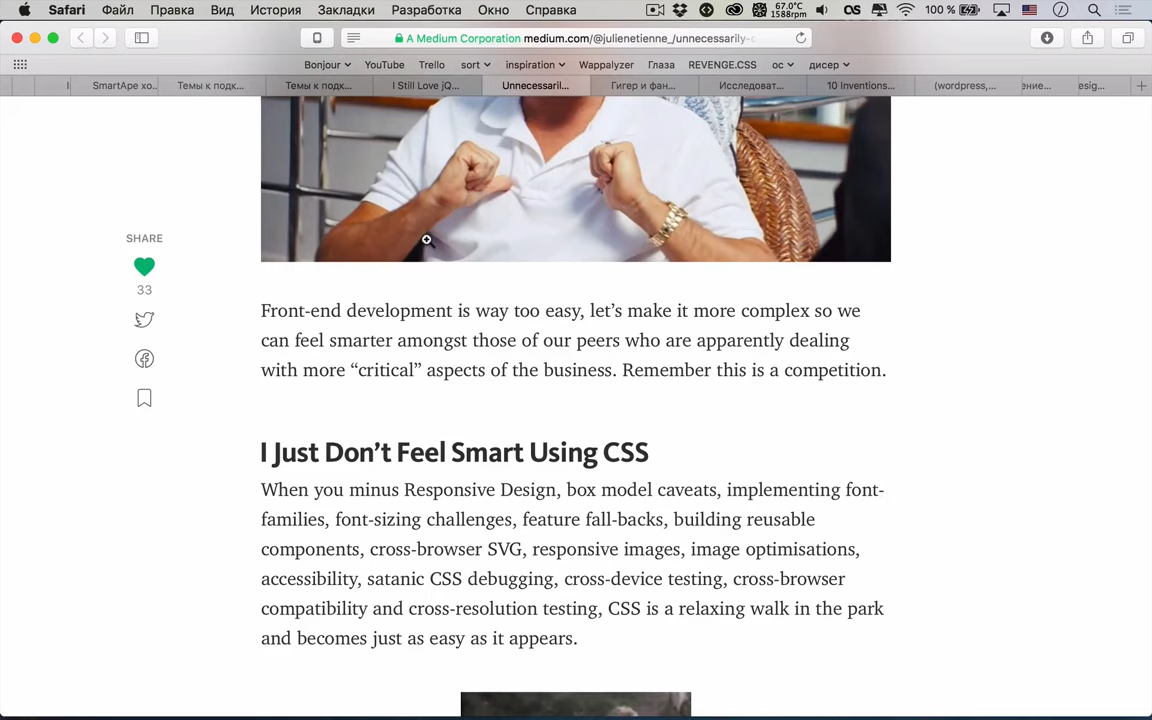 Safari Файл Правка Вид История Закладки Разработка Окно Справка 67.0°C 1588rpm 100 %
A Medium Corporation medium.com/@julienetienne_/unnecessarily-c
Bonjour YouTube Trello sort inspiration Wappalyzer Глаза REVENGE.CSS ос дисер
SmartApe хо... Темы к подк... Темы к подк... I Still Love jQ... Unnecessaril... Гигер и фан... Исследоват... 10 Inventions... (wordpress,... ение... esig...
SHARE
33
Front-end development is way too easy, let’s make it more complex so we
can feel smarter amongst those of our peers who are apparently dealing
with more “critical” aspects of the business. Remember this is a competition.
I Just Don’t Feel Smart Using CSS
When you minus Responsive Design, box model caveats, implementing font-
families, font-sizing challenges, feature fall-backs, building reusable
components, cross-browser SVG, responsive images, image optimisations,
accessibility, satanic CSS debugging, cross-device testing, cross-browser
compatibility and cross-resolution testing, CSS is a relaxing walk in the park
and becomes just as easy as it appears.